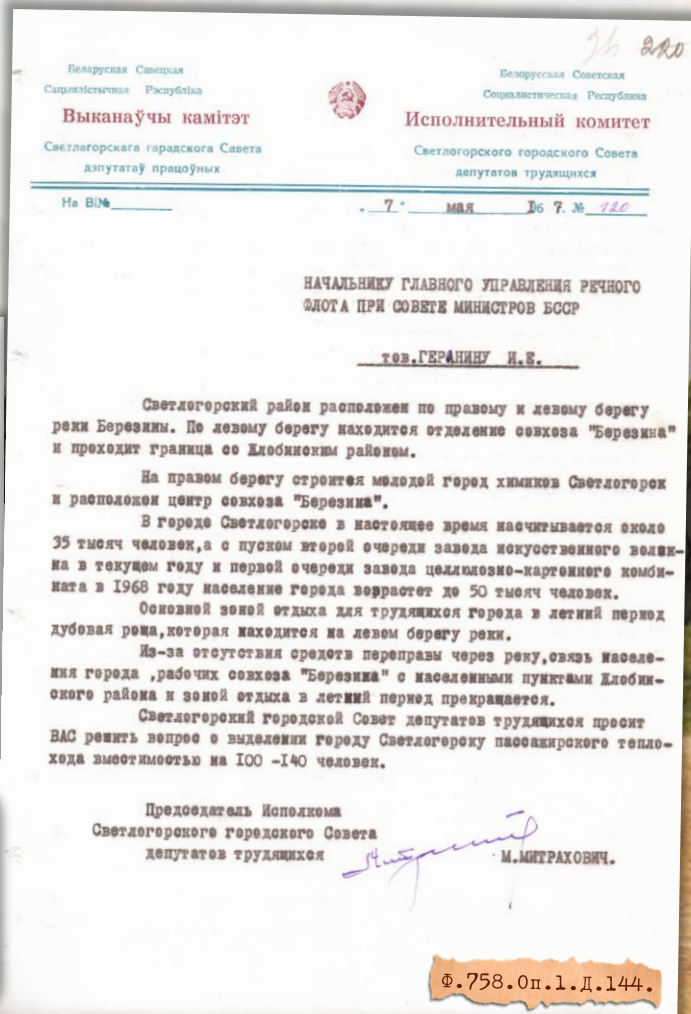 36 220
Беларуская Савецкая
Сацыялістычная Рэспубліка
Выканаўчы камітэт
Светлагорскага гарадскога Савета
дэпутатаў працоўных
Белорусская Советская
Социалистическая Республика
Исполнительный комитет
Светлогорского городского Совета
депутатов трудящихся
На В№
" 7 " мая 196 7. № 120
НАЧАЛЬНИКУ ГЛАВНОГО УПРАВЛЕНИЯ РЕЧНОГО
ФЛОТА ПРИ СОВЕТЕ МИНИСТРОВ БССР
тов.ГЕРАНИНУ И.Е.
Светлогорский район расположен по правому и левому берегу
реки Березины. По левому берегу находится отделение совхоза "Березина"
и проходит граница со Жлобинским районом.
На правом берегу строится молодой город химиков Светлогорск
и расположен центр совхоза "Березина".
В городе Светлогорске в настоящее время насчитывается около
35 тысяч человек,а с пуском второй очереди завода искусственного волок-
на в текущем году и первой очереди завода целлюлозно-картонного комби-
ната в 1968 году население города возрастет до 50 тысяч человек.
Основной зоной отдыха для трудящихся города в летний период
дубовая роща,которая находится на левом берегу реки.
Из-за отсутствия средств переправы через реку,связь населе-
ния города ,рабочих совхоза "Березина" с населенными пунктами Жлобин-
ского района и зоной отдыха в летний период прекращается.
Светлогорский городской Совет депутатов трудящихся просит
ВАС решить вопрос о выделении городу Светлогорску пассажирского тепло-
хода вместимостью на 100 -140 человек.
Председатель Исполкома
Светлогорского городского Совета
депутатов трудящихся
М.МИТРАХОВИЧ.
Ф.758.Оп.1.Д.144.